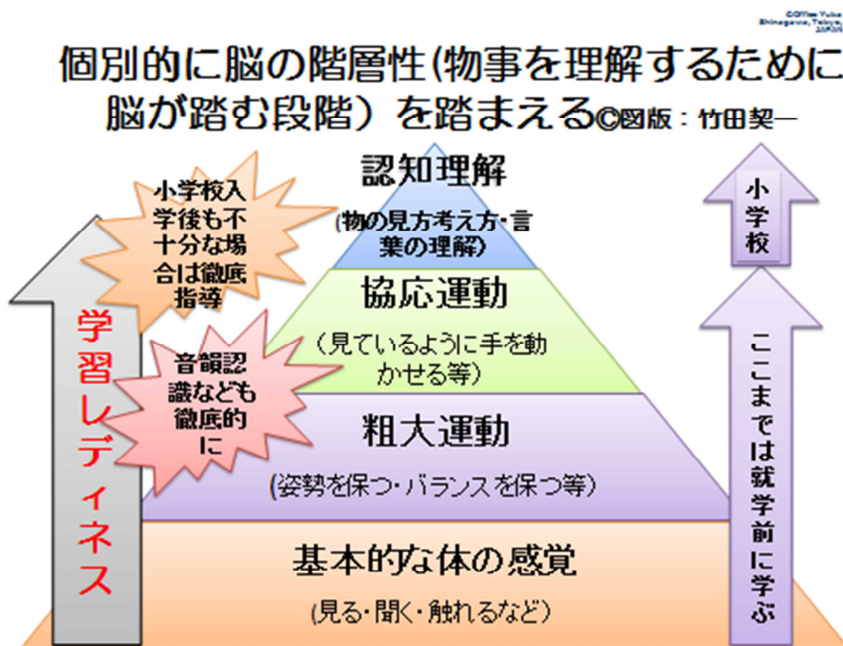 ©Office Yuka
Shinagawa, Tokyo,
JAPAN
個別的に脳の階層性(物事を理解するために
脳が踏む段階）を踏まえる©図版：竹田契一
認知理解
(物の見方考え方・言
葉の理解)
協応運動
(見ているように手を動
かせる等)
粗大運動
(姿勢を保つ・バランスを保つ等)
基本的な体の感覚
(見る・聞く・触れるなど)
小学校入
学後も不
十分な場
合は徹底
指導
音韻認
識なども
徹底的
に
学習レディネス
小学校
ここまでは就学前に学ぶ